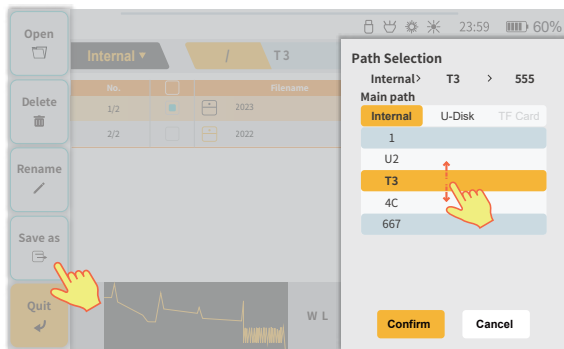 23:59 60%
Open
Delete
Rename
Save as
Quit
Internal ▾ / T3
No. Filename
1/2 2023
2/2 2022
W L
Path Selection
Internal> T3 > 555
Main path
Internal U-Disk TF Card
1
U2
T3
4C
667
Confirm Cancel